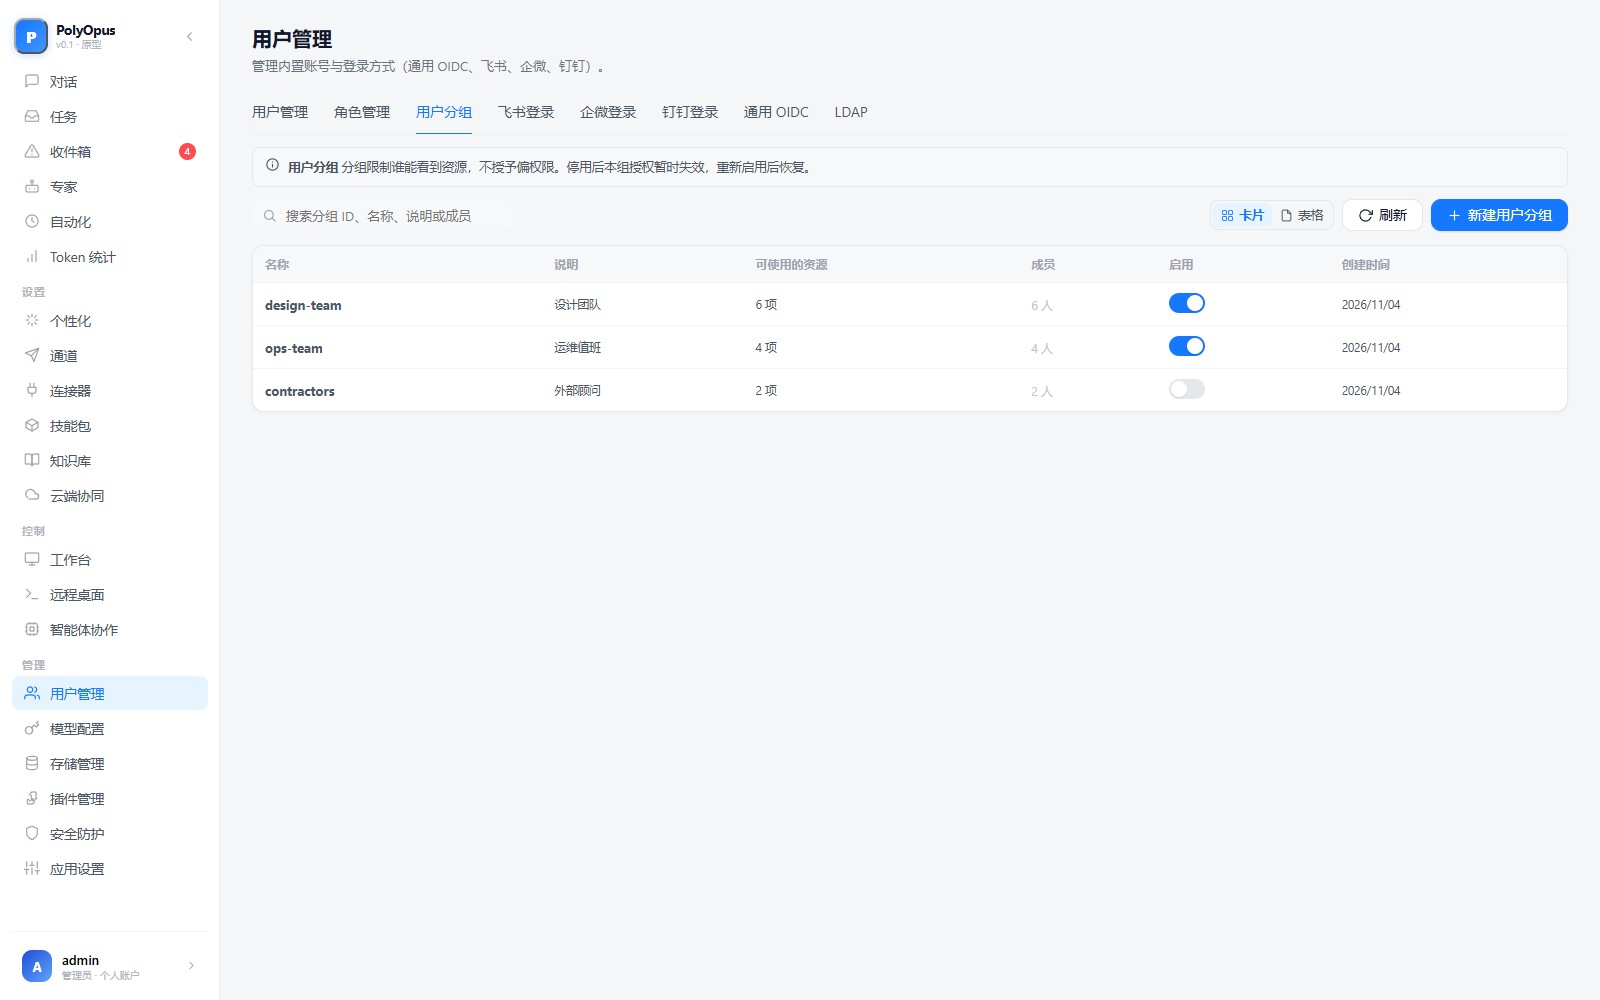 P
PolyOpus
v0.1 · 原型
对话
任务
收件箱
4
专家
自动化
Token 统计
设置
个性化
通道
连接器
技能包
知识库
云端协同
控制
工作台
远程桌面
智能体协作
管理
用户管理
模型配置
存储管理
插件管理
安全防护
应用设置
A
admin
管理员 · 个人账户
用户管理
管理内置账号与登录方式（通用 OIDC、飞书、企微、钉钉）。
用户管理 角色管理 用户分组 飞书登录 企微登录 钉钉登录 通用 OIDC LDAP
用户分组 分组限制谁能看到资源，不授予偏权限。停用后本组授权暂时失效，重新启用后恢复。
搜索分组 ID、名称、说明或成员
卡片 表格 刷新 新建用户分组
名称 说明 可使用的资源 成员 启用 创建时间
design-team 设计团队 6 项 6 人 2026/11/04
ops-team 运维值班 4 项 4 人 2026/11/04
contractors 外部顾问 2 项 2 人 2026/11/04